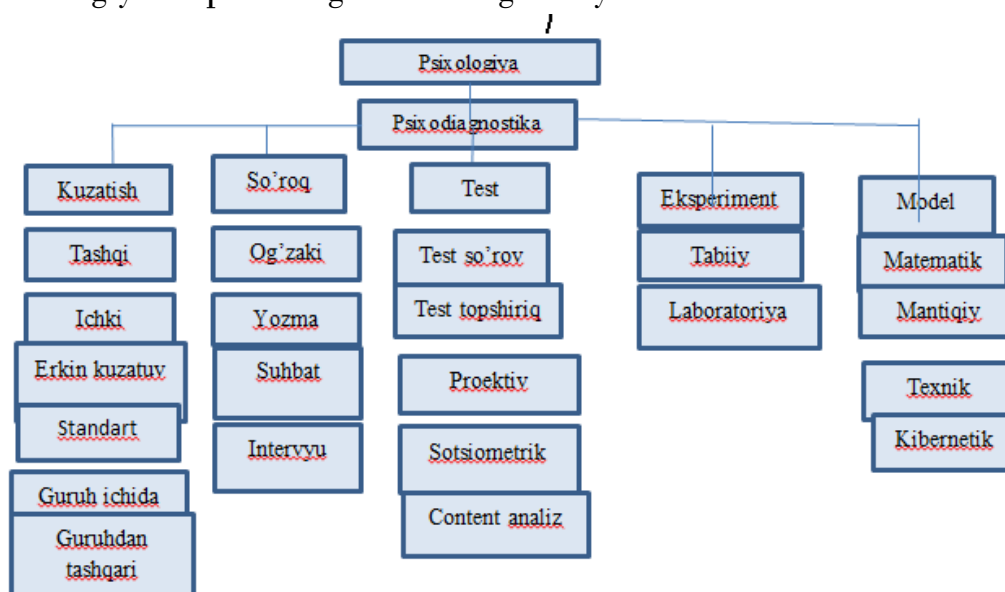 Psixologiya
Psixodiagnostika
Kuzatish
Tashqi
Ichki
Erkin kuzatuv
Standart
Guruh ichida
Guruhdan
tashqari
So’roq
Og’zaki
Yozma
Suhbat
Intervyu
Test
Test so’rov
Test topshiriq
Proektiv
Sotsiometrik
Content analiz
Eksperiment
Tabiiy
Laboratoriya
Model
Matematik
Mantiqiy
Texnik
Kibernetik